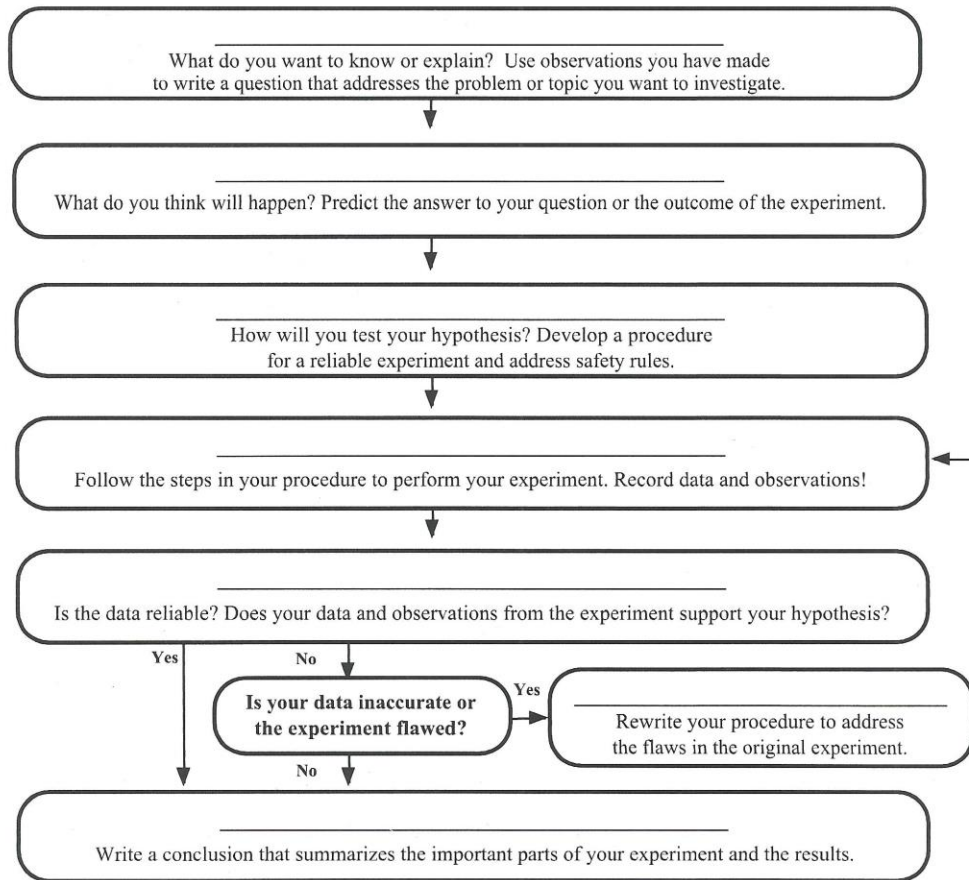 What do you want to know or explain?  Use observations you have made
to write a question that addresses the problem or topic you want to investigate.
What do you think will happen? Predict the answer to your question or the outcome of the experiment.
How will you test your hypothesis? Develop a procedure
for a reliable experiment and address safety rules.
Follow the steps in your procedure to perform your experiment. Record data and observations!
Is the data reliable? Does your data and observations from the experiment support your hypothesis?
Yes
No
Is your data inaccurate or
the experiment flawed?
Yes
Rewrite your procedure to address
the flaws in the original experiment.
No
Write a conclusion that summarizes the important parts of your experiment and the results.